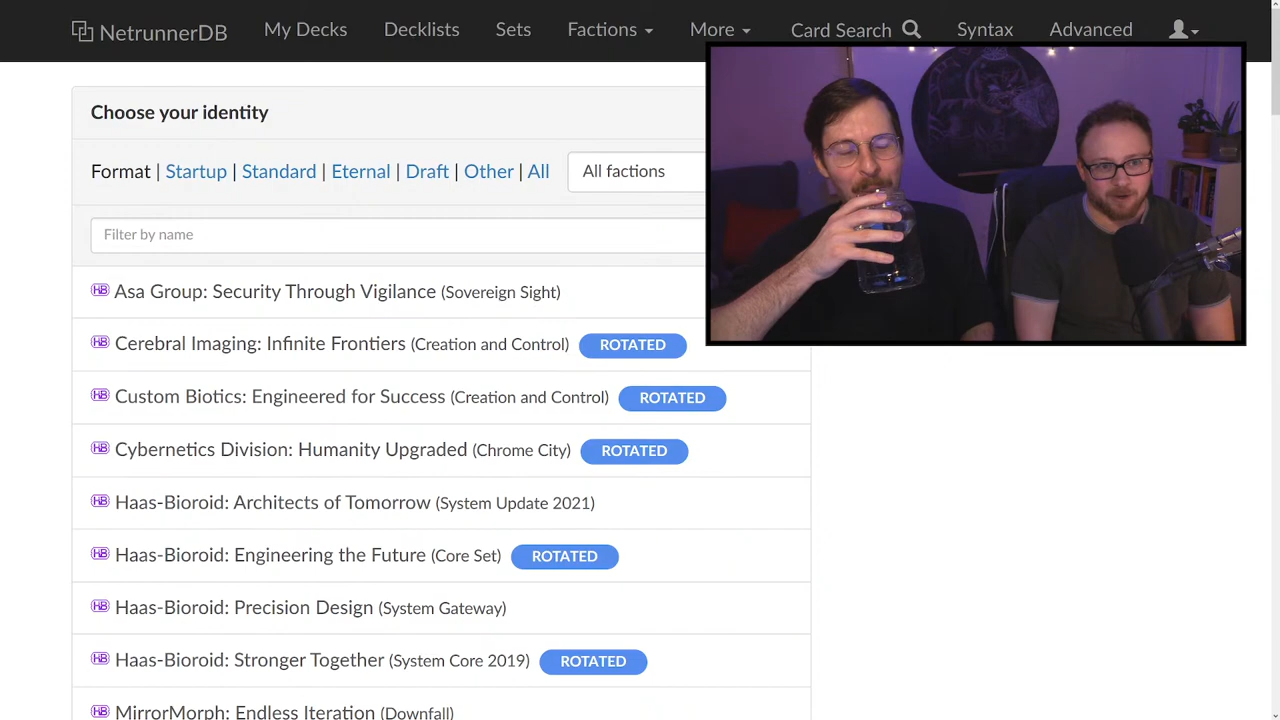 NetrunnerDB My Decks Decklists Sets Factions More Card Search Syntax Advanced
Choose your identity
Format | Startup | Standard | Eternal | Draft | Other | All All factions
Filter by name
Asa Group: Security Through Vigilance (Sovereign Sight)
Cerebral Imaging: Infinite Frontiers (Creation and Control) ROTATED
Custom Biotics: Engineered for Success (Creation and Control) ROTATED
Cybernetics Division: Humanity Upgraded (Chrome City) ROTATED
Haas-Bioroid: Architects of Tomorrow (System Update 2021)
Haas-Bioroid: Engineering the Future (Core Set) ROTATED
Haas-Bioroid: Precision Design (System Gateway)
Haas-Bioroid: Stronger Together (System Core 2019) ROTATED
MirrorMorph: Endless Iteration (Downfall)